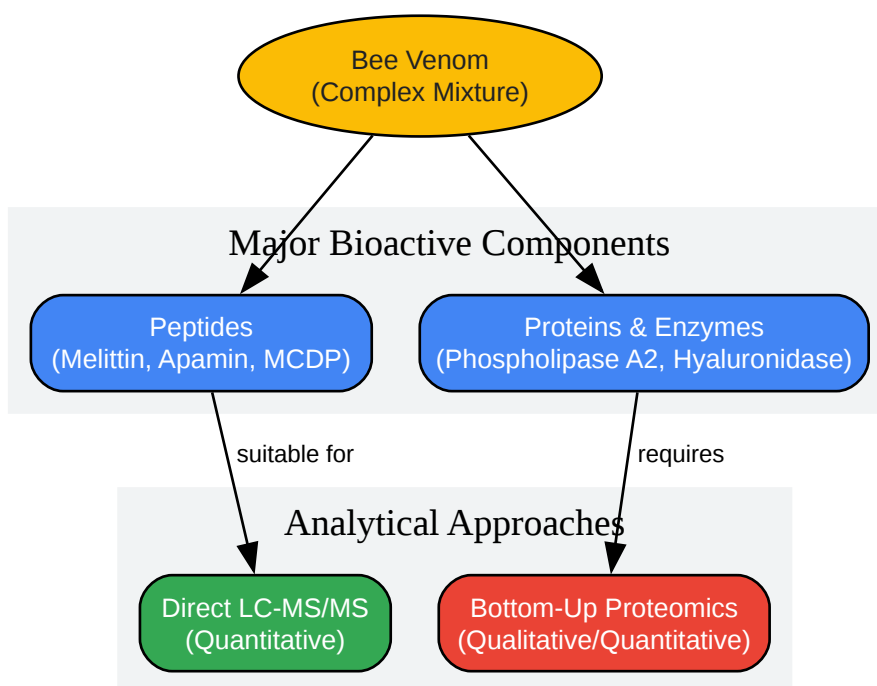 Bee Venom
(Complex Mixture)
Major Bioactive Components
Peptides
(Melittin, Apamin, MCDP)
Proteins & Enzymes
(Phospholipase A2, Hyaluronidase)
suitable for
requires
Analytical Approaches
Direct LC-MS/MS
(Quantitative)
Bottom-Up Proteomics
(Qualitative/Quantitative)